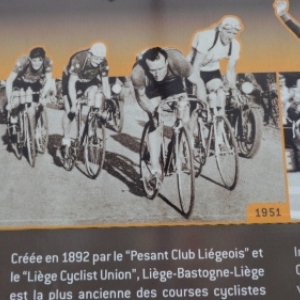 1951
Créée en 1892 par le "Pesant Club Liégeois" et
le "Liège Cyclist Union", Liège-Bastogne-Liège
est la plus ancienne des courses cyclistes